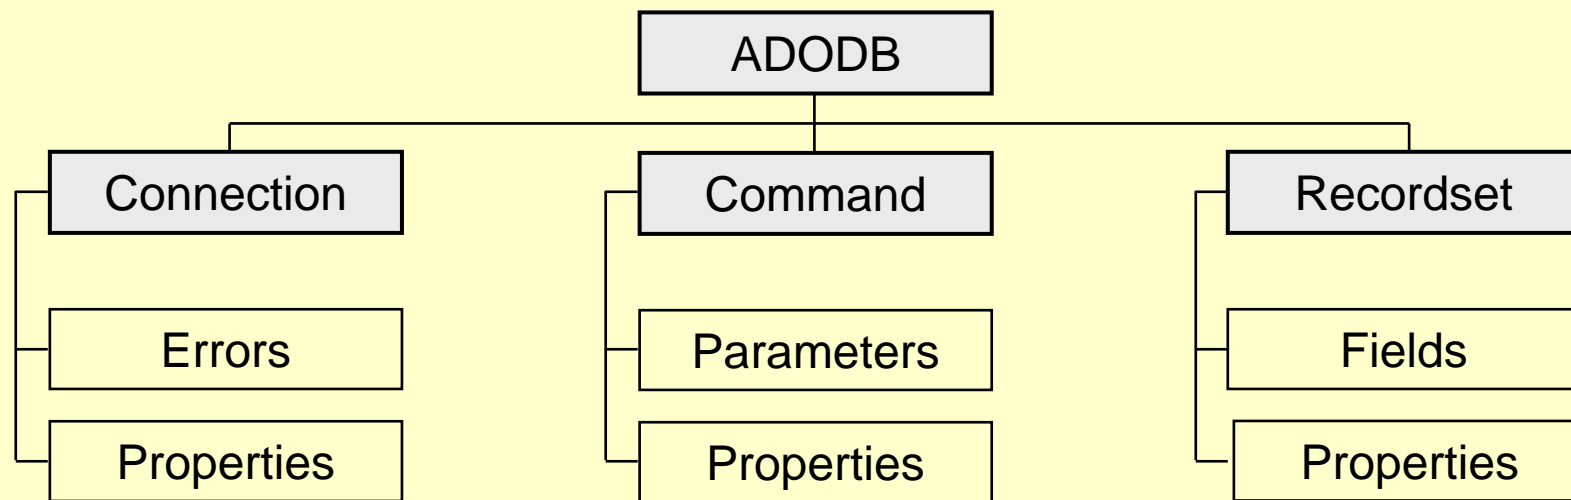 ADODB
Connection
Command
Recordset
Errors
Parameters
Fields
Properties
Properties
Properties